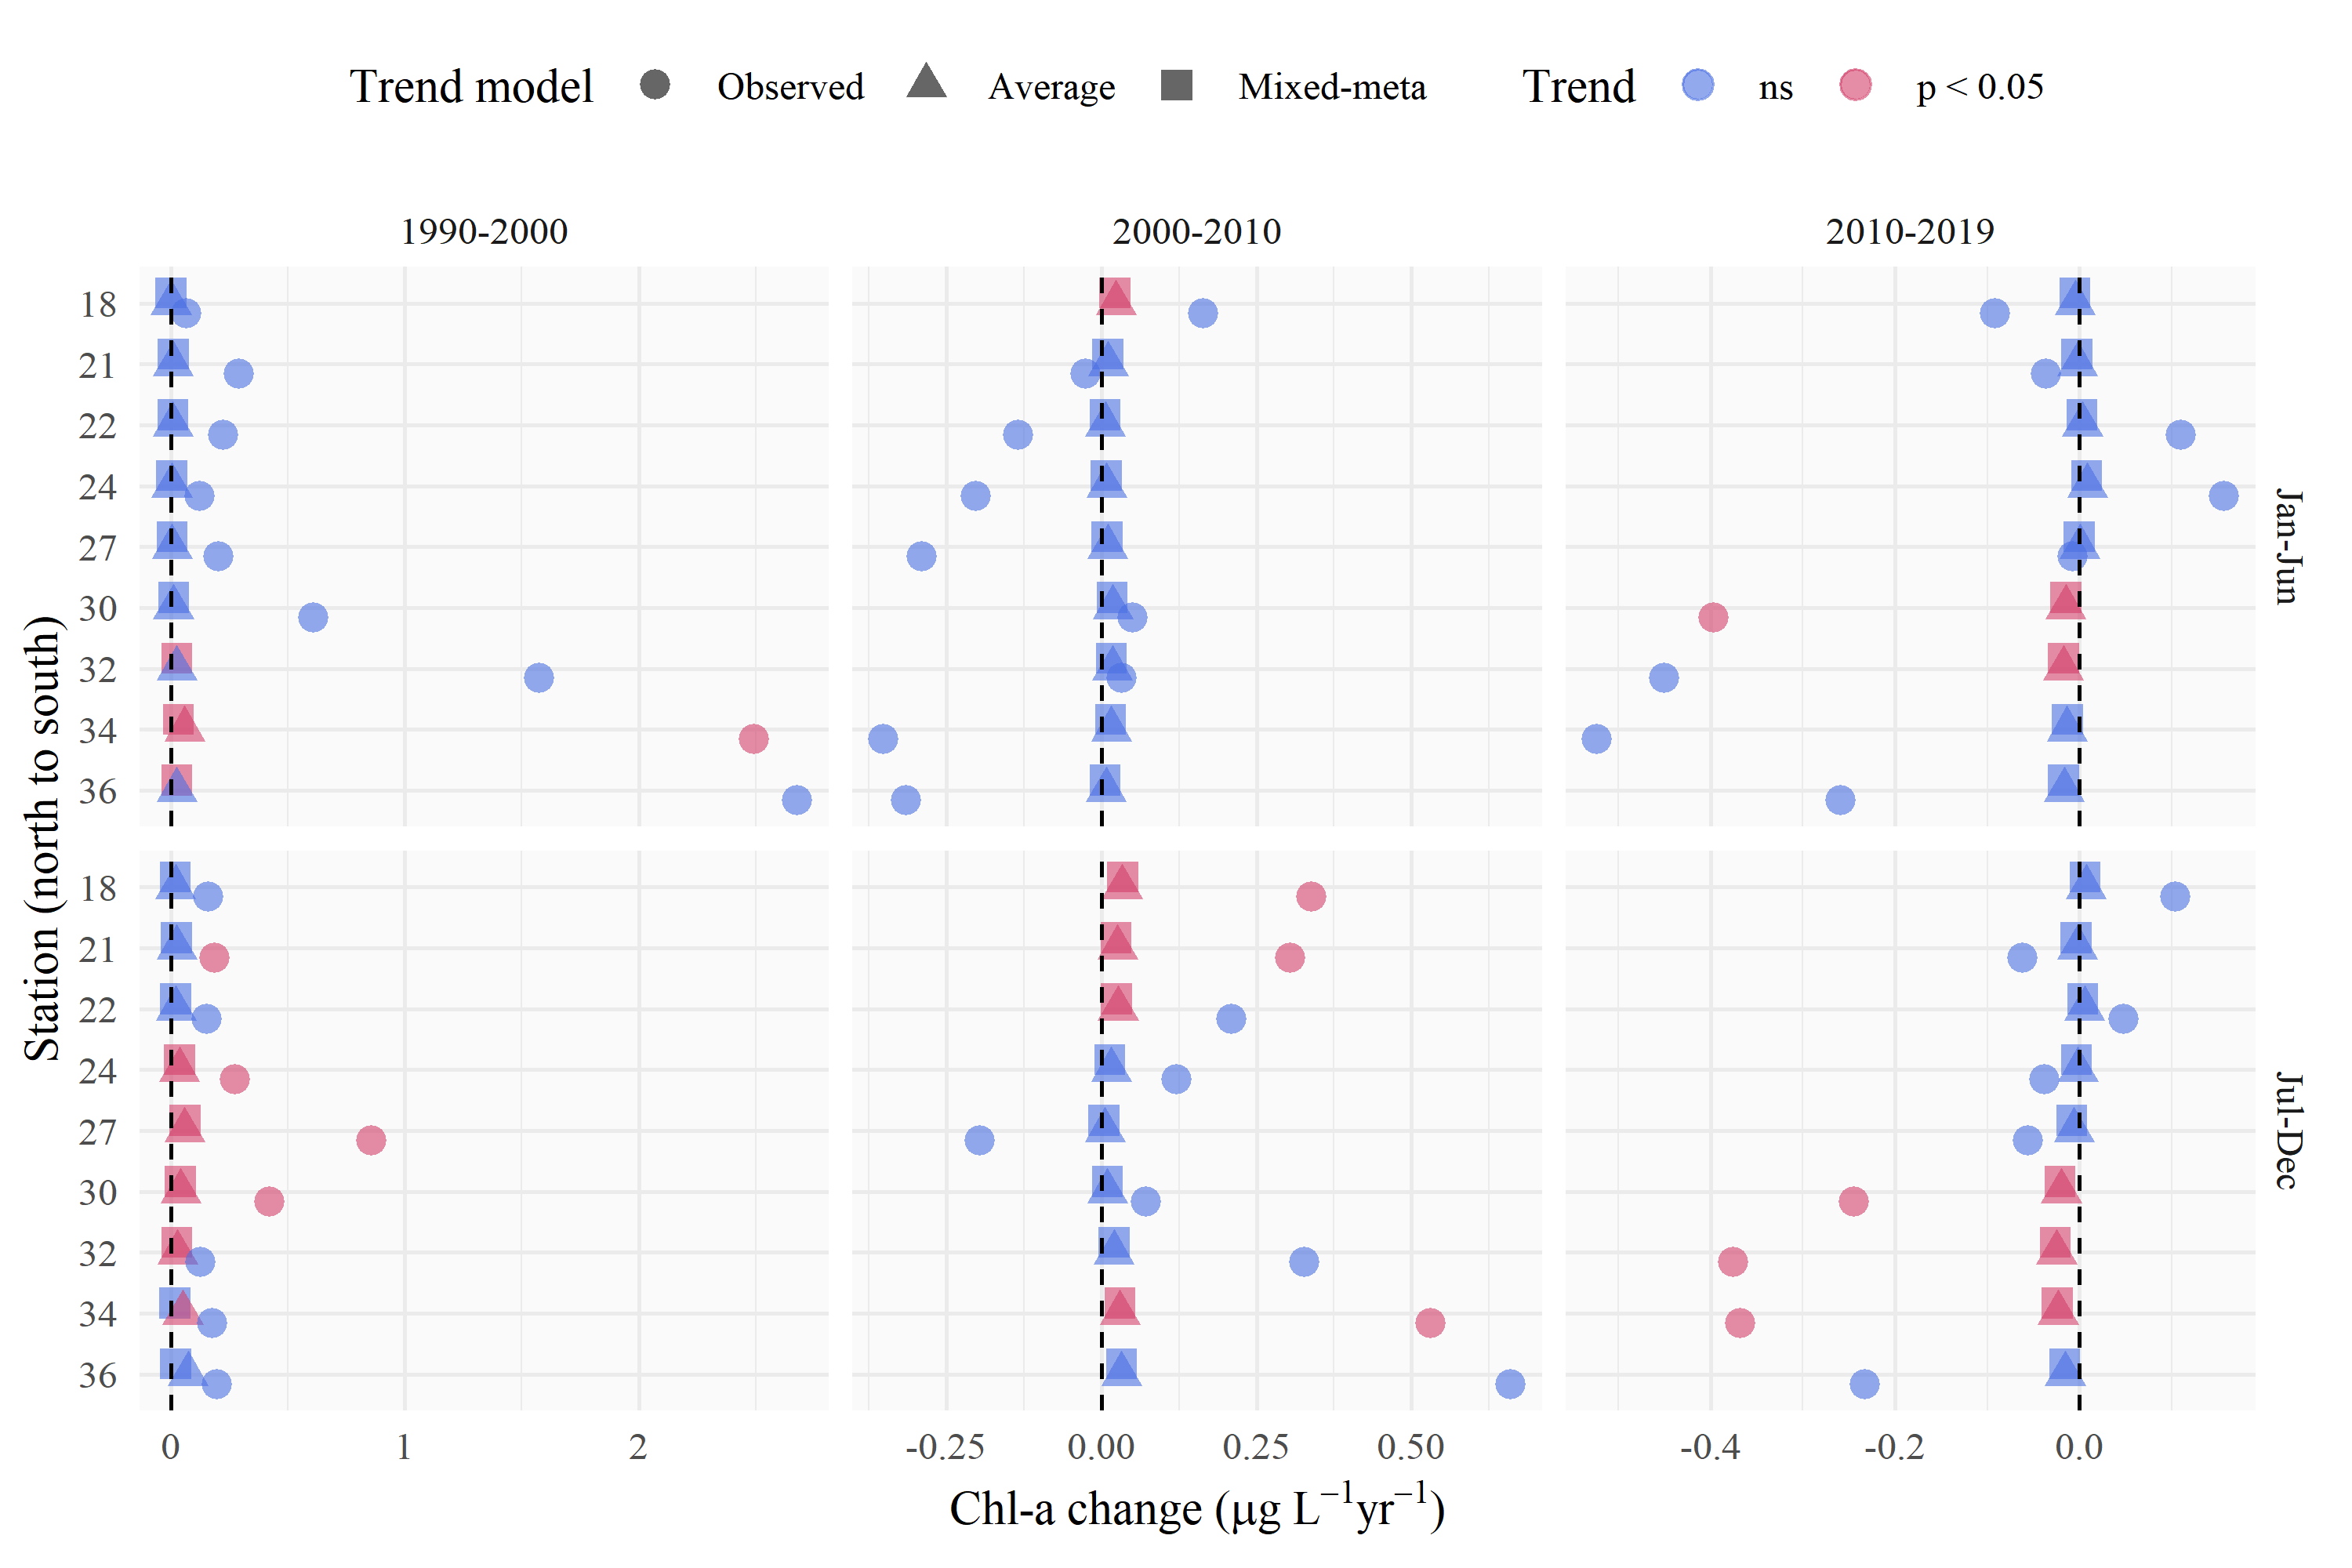 Trend model Observed Average Mixed-meta Trend ns p < 0.05
1990-2000 2000-2010 2010-2019
18
21
22
24
27
30
32
34
36
Jan-Jun
18
21
22
24
27
30
32
34
36
Jul-Dec
Station (north to south)
0 1 2 -0.25 0.00 0.25 0.50 -0.4 -0.2 0.0
Chl-a change (μg L⁻¹yr⁻¹)